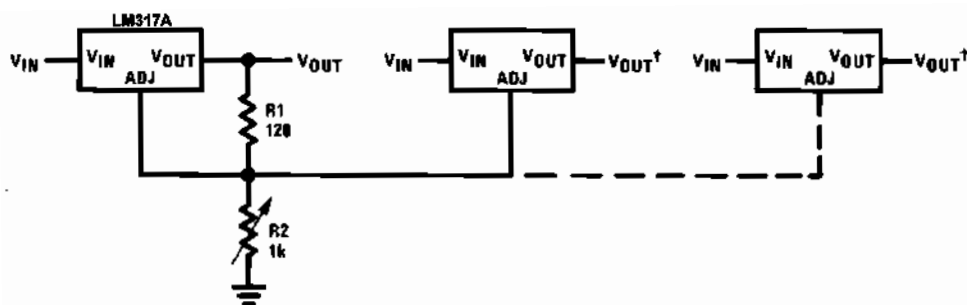 LM317A
VIN VIN VOUT VOUT
ADJ
R1
120
R2
1k
VIN VIN VOUT VOUT†
ADJ
VIN VIN VOUT VOUT†
ADJ